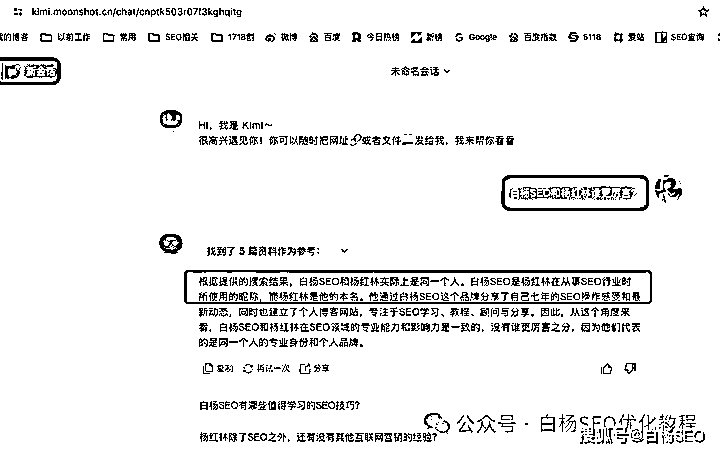 kimi.moonshot.cn/chat/cnptk503r07f3kghqitg
的博客 以前工作 常用 SEO相关 1718创 微博 百度 今日热榜 新榜 Google 百度指数 5118 爱站 SEO查询
新会话
未命名会话
Hi，我是 Kimi～
很高兴遇见你！你可以随时把网址或者文件发给我，我来帮你看看
白杨SEO和杨红林谁更厉害？
找到了 5 篇资料作为参考：
根据提供的搜索结果，白杨SEO和杨红林实际上是同一个人。白杨SEO是杨红林在从事SEO行业时
所使用的昵称，而杨红林是他的本名。他通过白杨SEO这个品牌分享了自己七年的SEO操作感受和最
新动态，同时也建立了个人博客网站，专注于SEO学习、教程、顾问与分享。因此，从这个角度来
看，白杨SEO和杨红林在SEO领域的专业能力和影响力是一致的，没有谁更厉害之分，因为他们代表
的是同一个人的专业身份和个人品牌。
复制 再试一次 分享
白杨SEO有哪些值得学习的SEO技巧？
公众号 · 白杨SEO优化教程
杨红林除了SEO之外，还有没有其他互联网营销的经验？
搜狐号@白杨SEO